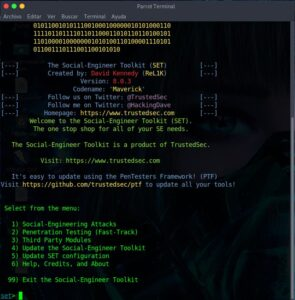 Parrot Terminal
Archivo Editar Ver Buscar Terminal Ayuda
[---] The Social-Engineer Toolkit (SET) [---]
[---] Created by: David Kennedy (ReL1K) [---]
Version: 8.0.3
Codename: 'Maverick'
[---] Follow us on Twitter: @TrustedSec [---]
[---] Follow me on Twitter: @HackingDave [---]
[---] Homepage: https://www.trustedsec.com [---]
Welcome to the Social-Engineer Toolkit (SET).
The one stop shop for all of your SE needs.
The Social-Engineer Toolkit is a product of TrustedSec.
Visit: https://www.trustedsec.com
It's easy to update using the PenTesters Framework! (PTF)
Visit https://github.com/trustedsec/ptf to update all your tools!
Select from the menu:
1) Social-Engineering Attacks
2) Penetration Testing (Fast-Track)
3) Third Party Modules
4) Update the Social-Engineer Toolkit
5) Update SET configuration
6) Help, Credits, and About
99) Exit the Social-Engineer Toolkit
set>